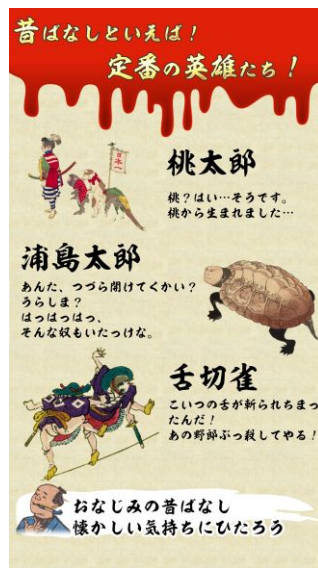 昔ばなしといえば！
定番の英雄たち！
日本一
桃太郎
桃？はい…そうです。
桃から生まれました…
浦島太郎
あんた、つづら開けてくかい？
うらしま？
はっはっはっ、
そんな奴もいたっけな。
舌切雀
こいつの舌が斬られちまっ
たんだ！
あの野郎ぶっ殺してやる！
おなじみの昔ばなし
懐かしい気持ちにひたろう